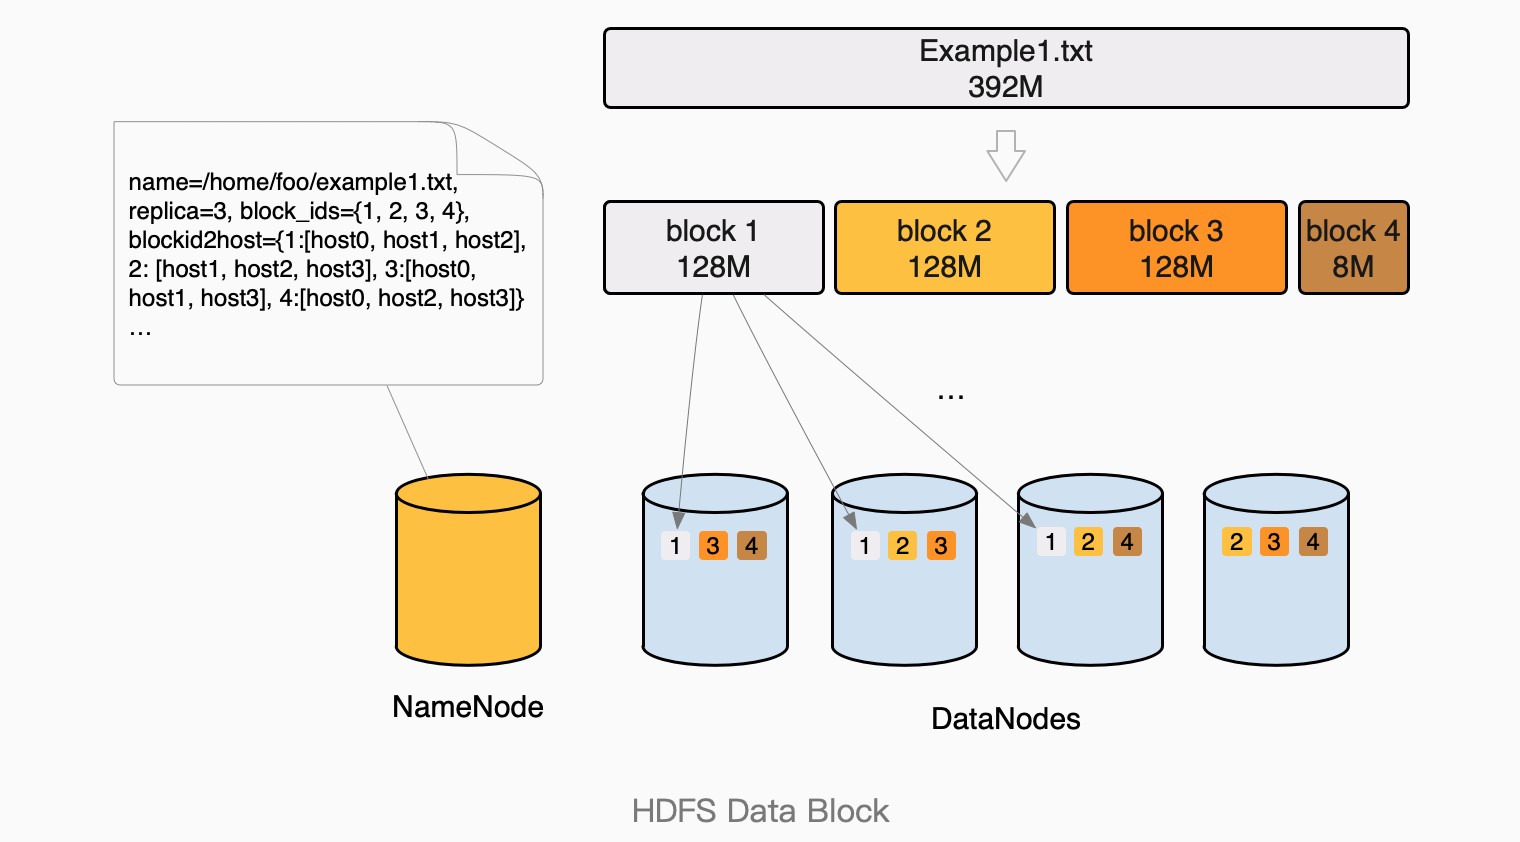 Example1.txt
392M
name=/home/foo/example1.txt,
replica=3, block_ids={1, 2, 3, 4},
blockid2host={1:[host0, host1, host2],
2: [host1, host2, host3], 3:[host0,
host1, host3], 4:[host0, host2, host3]}
...
block 1
128M
block 2
128M
block 3
128M
block 4
8M
...
1 3 4
1 2 3
1 2 4
2 3 4
NameNode
DataNodes
HDFS Data Block